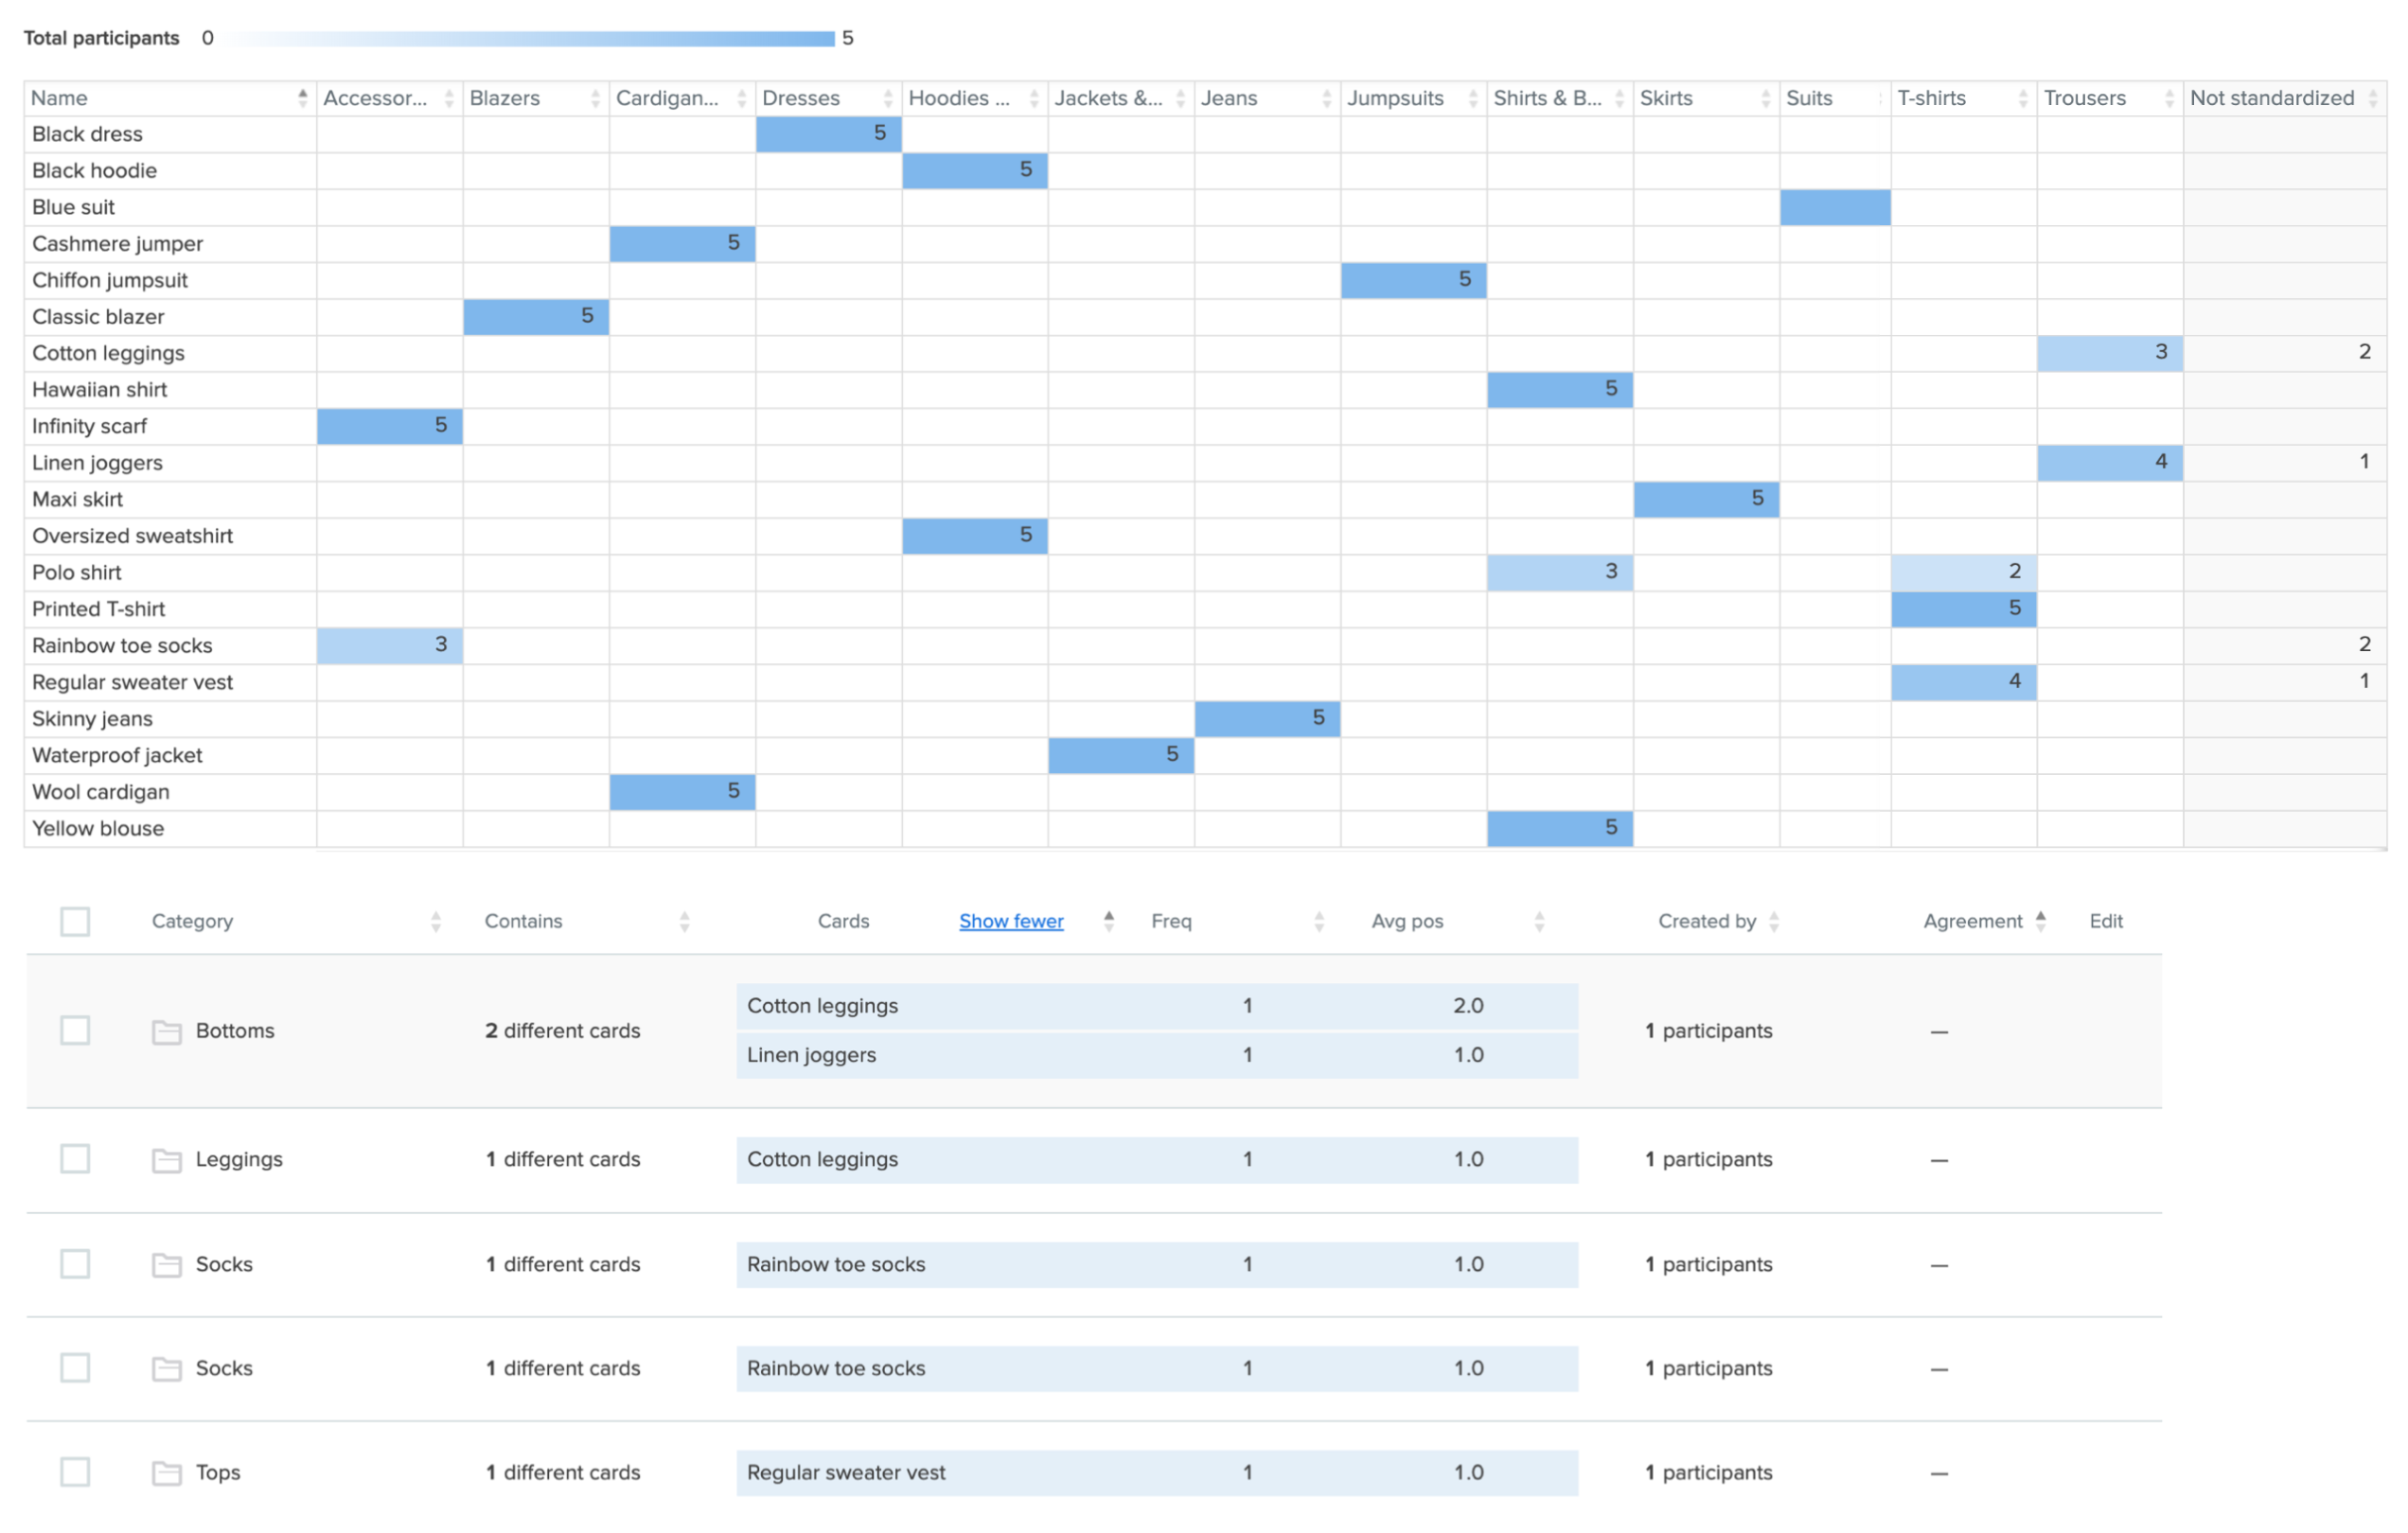 Total participants 0 5
Name Accessor... Blazers Cardigan... Dresses Hoodies ... Jackets &... Jeans Jumpsuits Shirts & B... Skirts Suits T-shirts Trousers Not standardized
Black dress 5
Black hoodie 5
Blue suit
Cashmere jumper 5
Chiffon jumpsuit 5
Classic blazer 5
Cotton leggings 3 2
Hawaiian shirt 5
Infinity scarf 5
Linen joggers 4 1
Maxi skirt 5
Oversized sweatshirt 5
Polo shirt 3 2
Printed T-shirt 5
Rainbow toe socks 3 2
Regular sweater vest 4 1
Skinny jeans 5
Waterproof jacket 5
Wool cardigan 5
Yellow blouse 5
Category Contains Cards Show fewer Freq Avg pos Created by Agreement Edit
Cotton leggings 1 2.0
Bottoms 2 different cards 1 participants —
Linen joggers 1 1.0
Leggings 1 different cards Cotton leggings 1 1.0 1 participants —
Socks 1 different cards Rainbow toe socks 1 1.0 1 participants —
Socks 1 different cards Rainbow toe socks 1 1.0 1 participants —
Tops 1 different cards Regular sweater vest 1 1.0 1 participants —